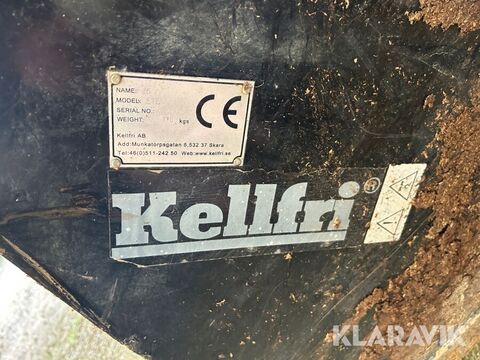 NAME:
MODEL:
SERIAL NO.:
WEIGHT: kgs
CE
Kellfri AB
Add:Munkatorpsgatan 6,532 37 Skara
Tel:46(0)511-242 50 Web:www.kellfri.se
Kellfri®
KLARAVIK